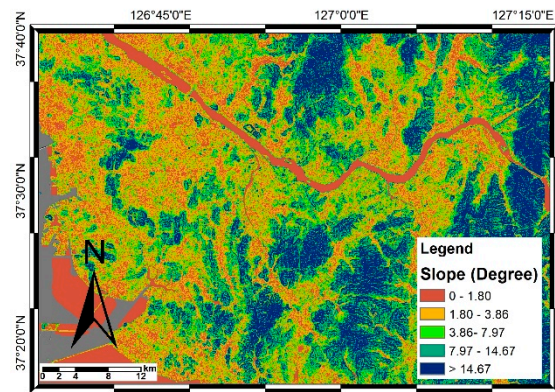 126°45'0"E
127°0'0"E
127°15'0"E
37°40'0"N
37°30'0"N
37°20'0"N
N
km
0 2 4 8 12
Legend
Slope (Degree)
0 - 1.80
1.80 - 3.86
3.86- 7.97
7.97 - 14.67
> 14.67